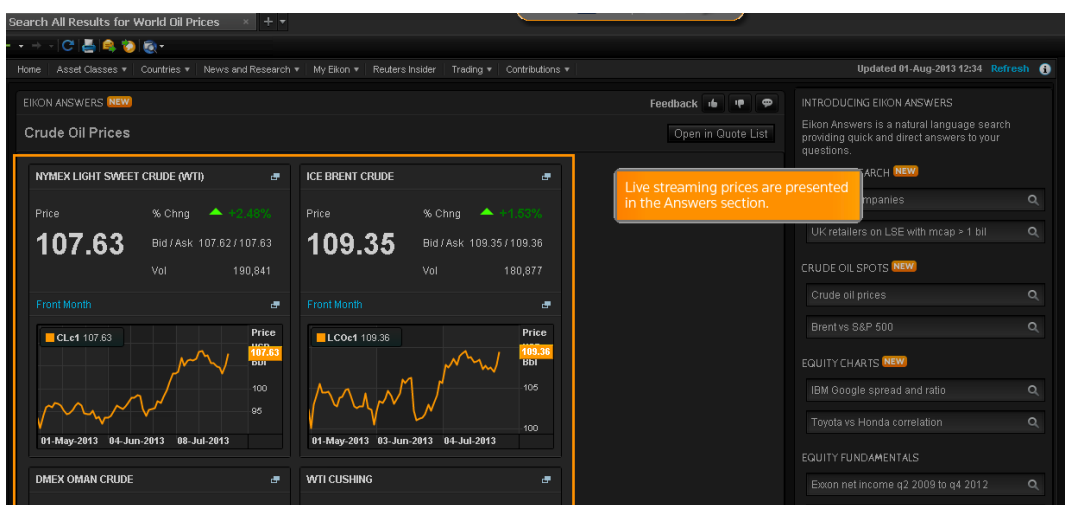 Search All Results for World Oil Prices
Home Asset Classes Countries News and Research My Eikon Reuters Insider Trading Contributions
Updated 01-Aug-2013 12:34 Refresh
EIKON ANSWERS NEW
Feedback
Crude Oil Prices
Open in Quote List
NYMEX LIGHT SWEET CRUDE (WTI)
Price % Chng +2.48%
107.63
Bid / Ask 107.62 / 107.63
Vol 190,841
Front Month
CLc1 107.63
Price
107.63
Bbl
100
95
01-May-2013 04-Jun-2013 08-Jul-2013
ICE BRENT CRUDE
Price % Chng +1.53%
109.35
Bid / Ask 109.35 / 109.36
Vol 180,877
Front Month
LCOc1 109.36
Price
109.36
Bbl
105
100
01-May-2013 03-Jun-2013 04-Jul-2013
DMEX OMAN CRUDE
WTI CUSHING
Live streaming prices are presented
in the Answers section.
INTRODUCING EIKON ANSWERS
Eikon Answers is a natural language search
providing quick and direct answers to your
questions.
NEW
UK retailers on LSE with mcap > 1 bil
CRUDE OIL SPOTS NEW
Crude oil prices
Brent vs S&P 500
EQUITY CHARTS NEW
IBM Google spread and ratio
Toyota vs Honda correlation
EQUITY FUNDAMENTALS
Exxon net income q2 2009 to q4 2012